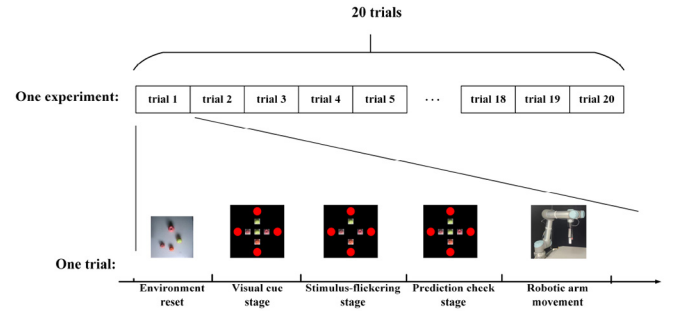 20 trials
One experiment:
trial 1 trial 2 trial 3 trial 4 trial 5 ... trial 18 trial 19 trial 20
One trial:
Environment reset
Visual cue stage
Stimulus-flickering stage
Prediction check stage
Robotic arm movement